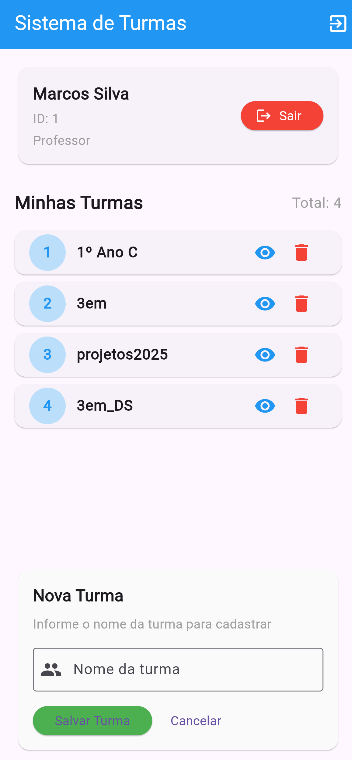 Sistema de Turmas
Marcos Silva
ID: 1
Professor
Sair
Minhas Turmas
Total: 4
1
1º Ano C
2
3em
3
projetos2025
4
3em_DS
Nova Turma
Informe o nome da turma para cadastrar
Nome da turma
Salvar Turma
Cancelar